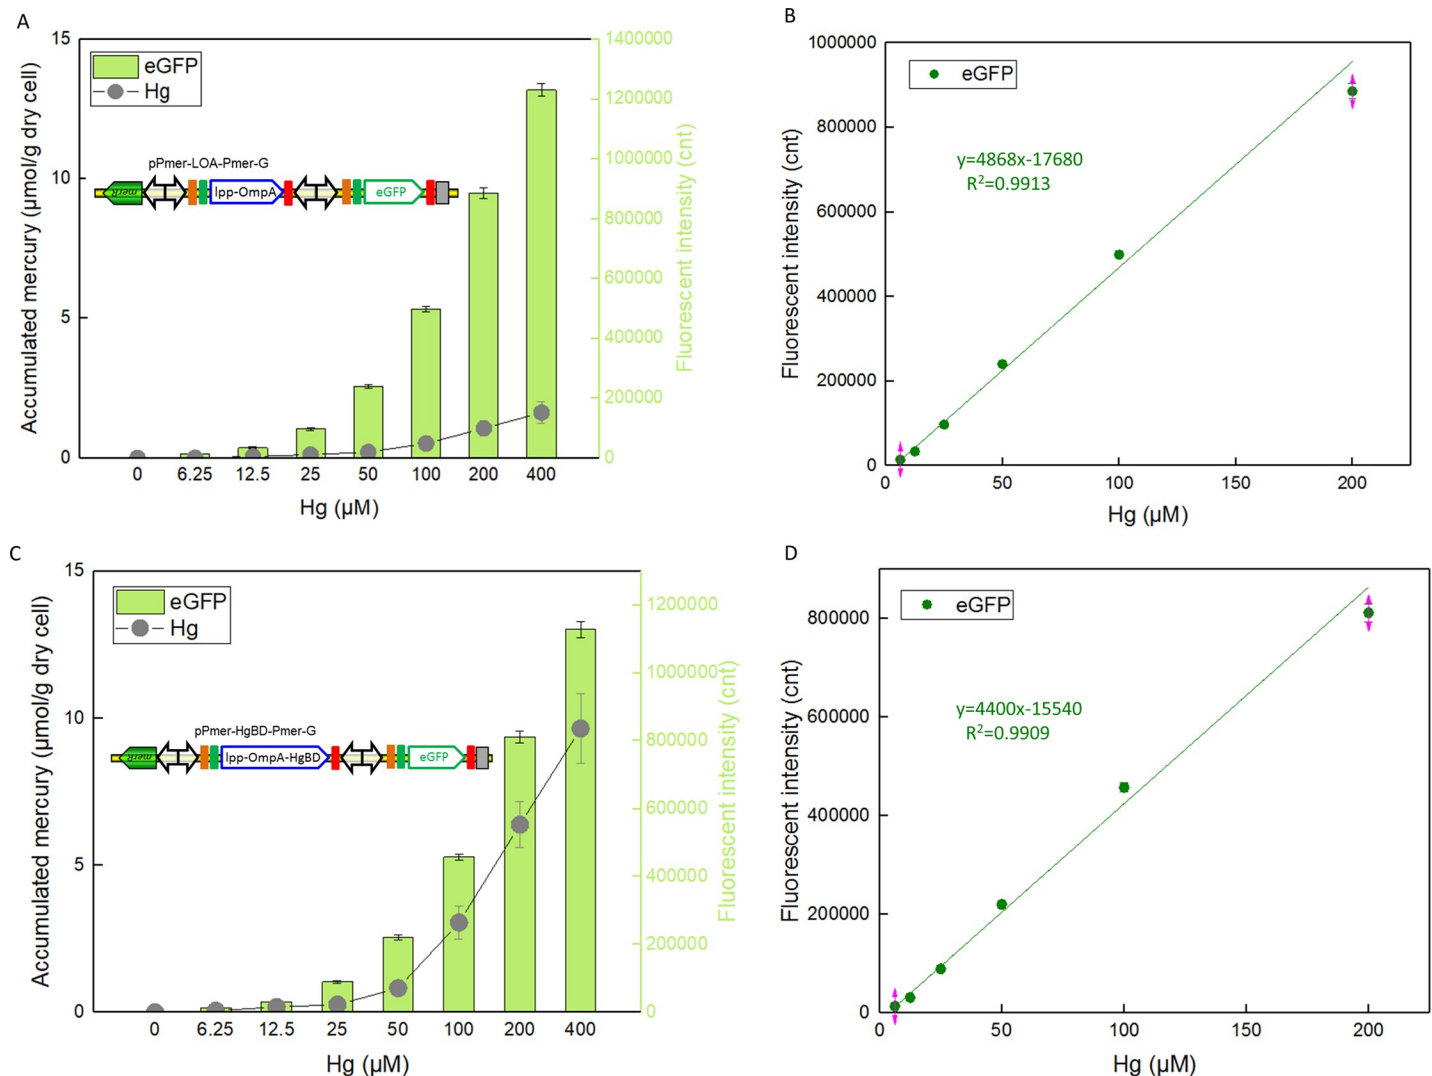 A
15
10
5
0
Accumulated mercury (µmol/g dry cell)
eGFP
Hg
pPmer-LOA-Pmer-G
merR
lpp-OmpA
eGFP
1400000
1200000
1000000
800000
600000
400000
200000
0
Fluorescent intensity (cnt)
0 6.25 12.5 25 50 100 200 400
Hg (µM)
B
1000000
800000
600000
400000
200000
0
Fluorescent intensity (cnt)
eGFP
y=4868x-17680
R²=0.9913
0 50 100 150 200
Hg (µM)
C
15
10
5
0
Accumulated mercury (µmol/g dry cell)
eGFP
Hg
pPmer-HgBD-Pmer-G
merR
lpp-OmpA-HgBD
eGFP
1200000
1000000
800000
600000
400000
200000
0
Fluorescent intensity (cnt)
0 6.25 12.5 25 50 100 200 400
Hg (µM)
D
800000
600000
400000
200000
0
Fluorescent intensity (cnt)
eGFP
y=4400x-15540
R²=0.9909
0 50 100 150 200
Hg (µM)